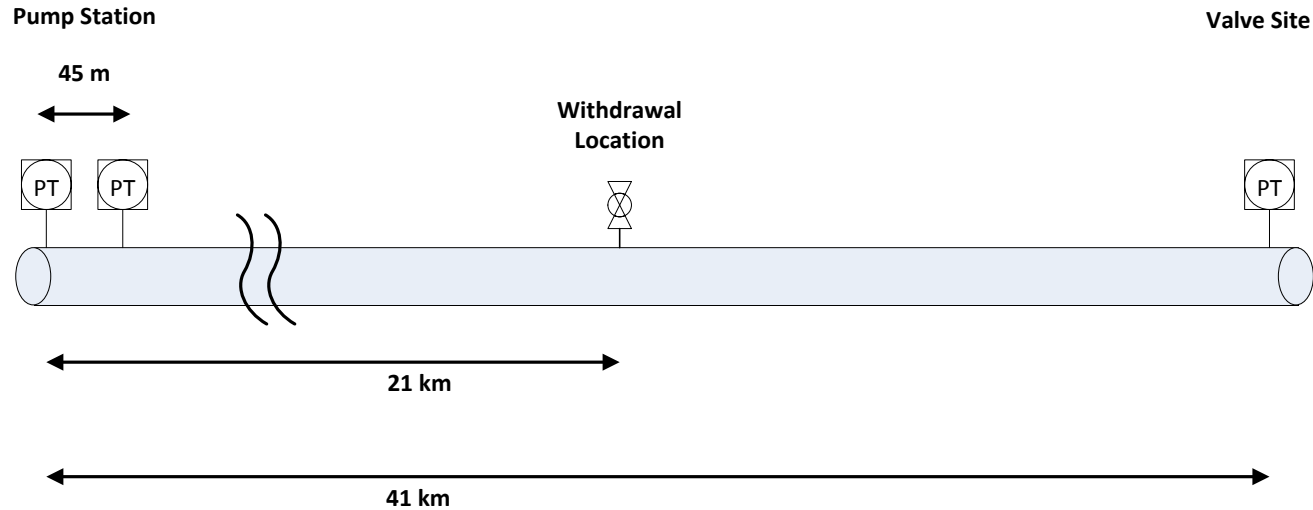 Pump Station
Valve Site
45 m
Withdrawal
Location
PT
PT
PT
21 km
41 km